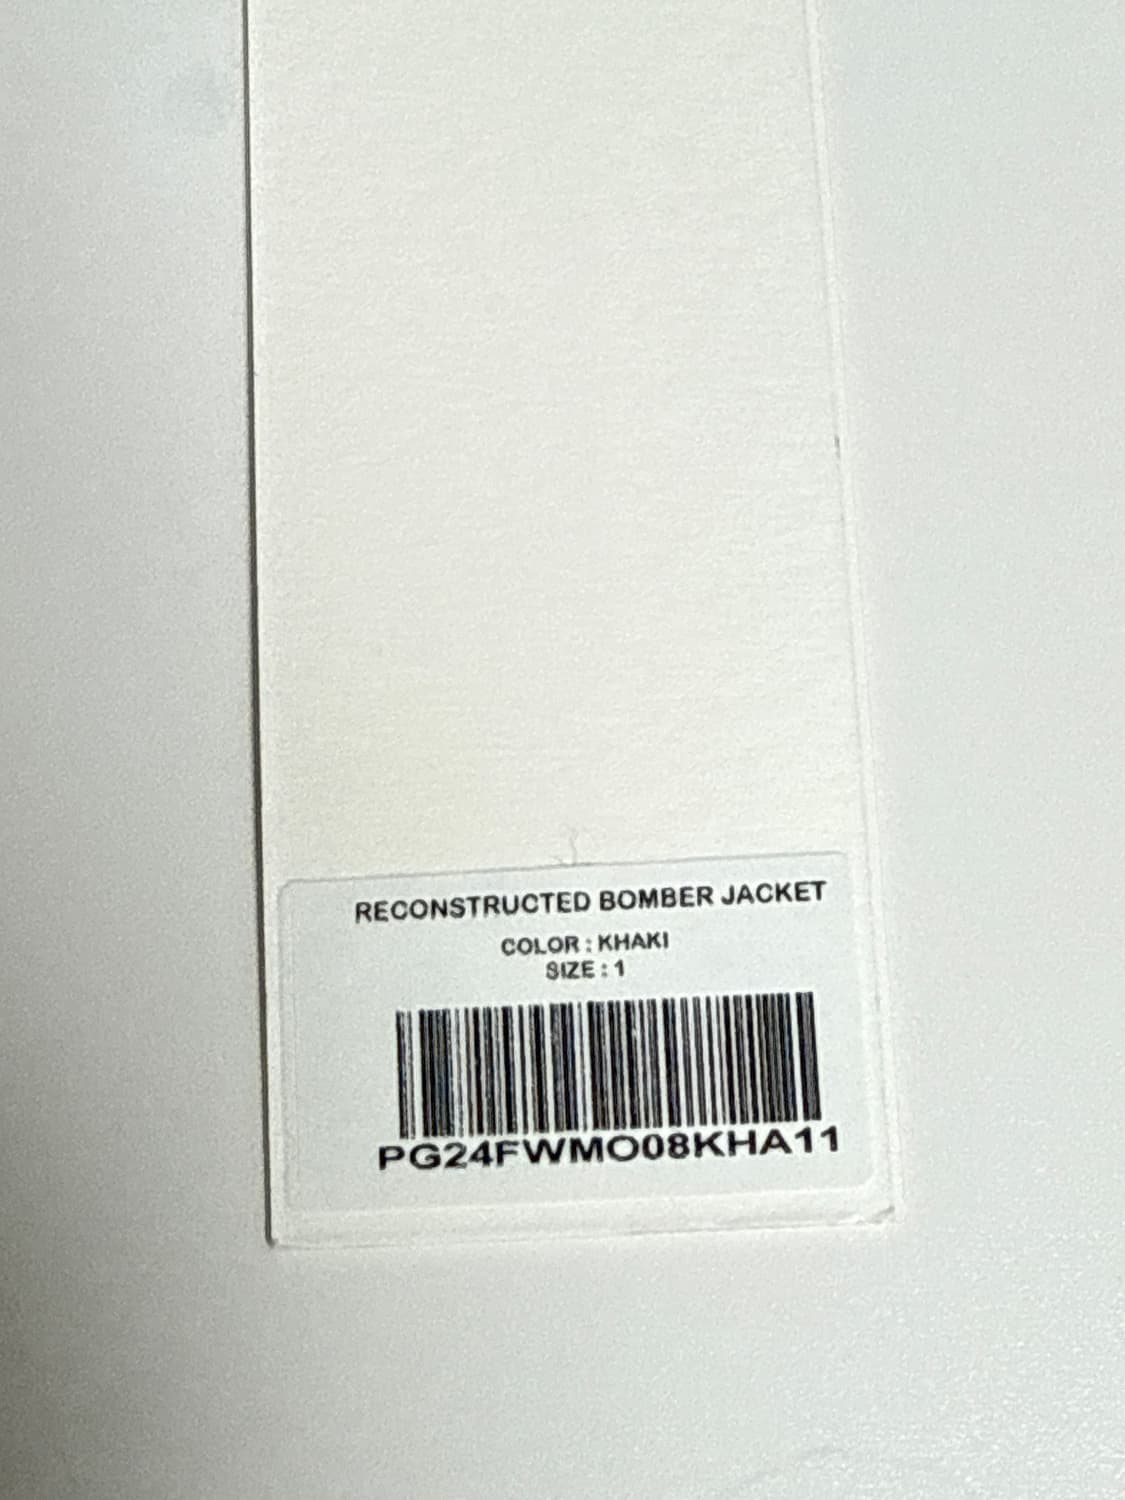 RECONSTRUCTED BOMBER JACKET
COLOR : KHAKI
SIZE : 1
PG24FWMO08KHA11